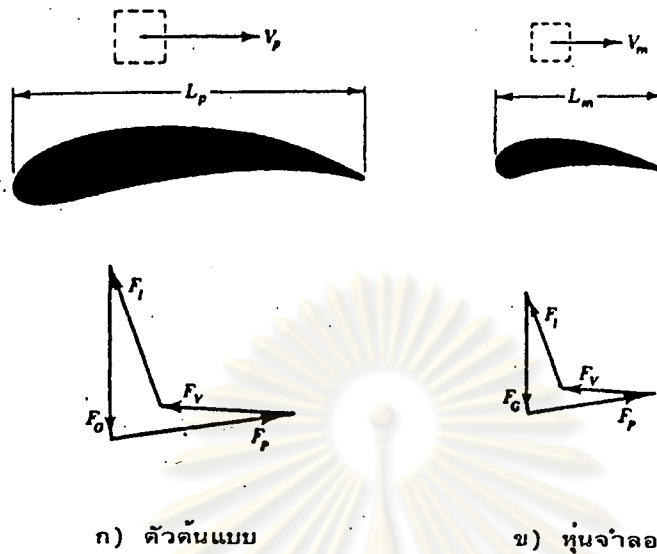 V_p
V_m
L_p
L_m
F_I
F_I
F_V
F_V
F_G
F_G
F_P
F_P
ก) ตัวต้นแบบ
ข) หุ่นจำลอ